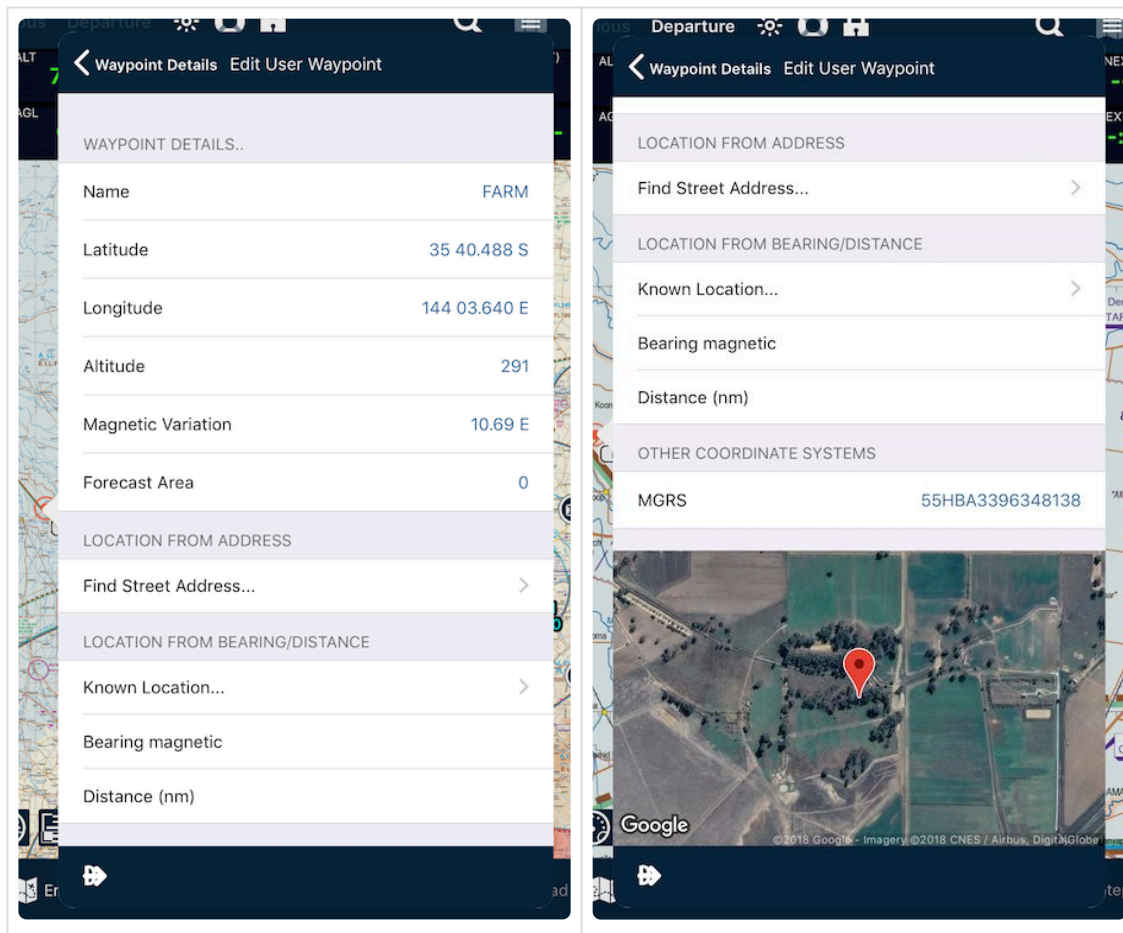 Departure
ALT
7
AGL
Waypoint Details Edit User Waypoint
WAYPOINT DETAILS..
Name FARM
Latitude 35 40.488 S
Longitude 144 03.640 E
Altitude 291
Magnetic Variation 10.69 E
Forecast Area 0
LOCATION FROM ADDRESS
Find Street Address...
LOCATION FROM BEARING/DISTANCE
Known Location...
Bearing magnetic
Distance (nm)
Departure
Waypoint Details Edit User Waypoint
LOCATION FROM ADDRESS
Find Street Address...
LOCATION FROM BEARING/DISTANCE
Known Location...
Bearing magnetic
Distance (nm)
OTHER COORDINATE SYSTEMS
MGRS 55HBA3396348138
Google
©2018 Google - Imagery ©2018 CNES / Airbus, DigitalGlobe